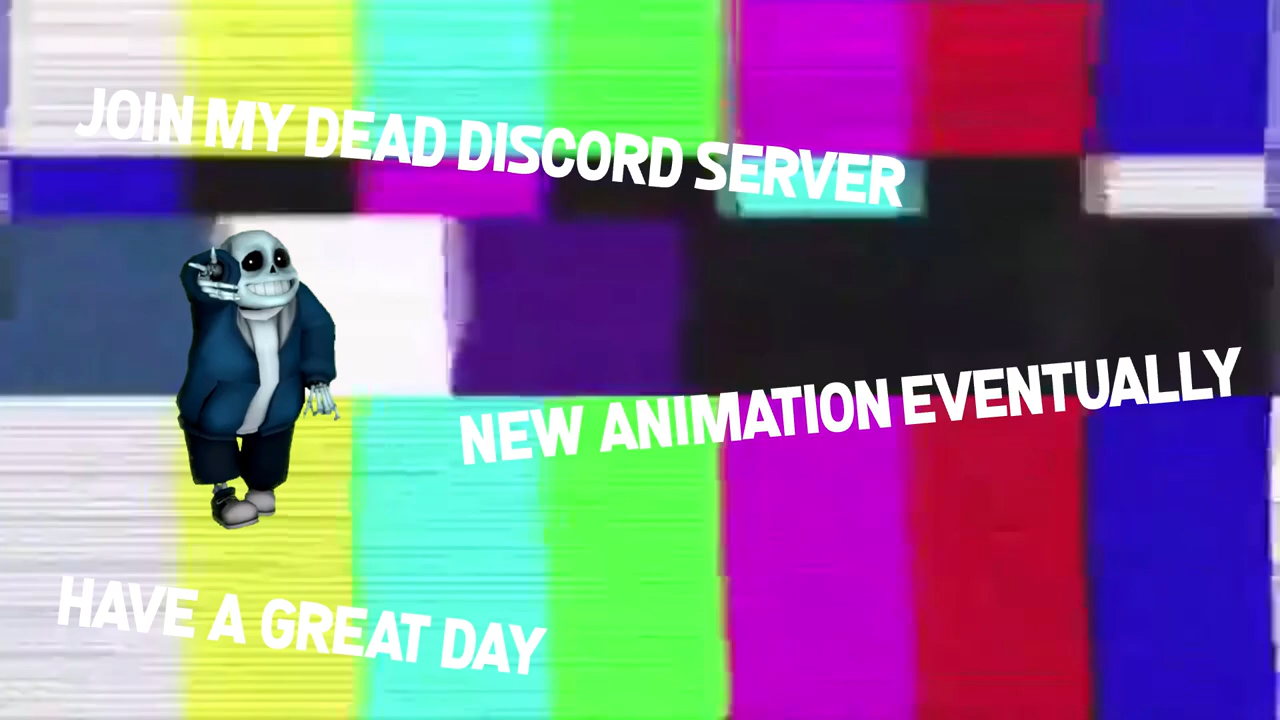 JOIN MY DEAD DISCORD SERVER
NEW ANIMATION EVENTUALLY
HAVE A GREAT DAY